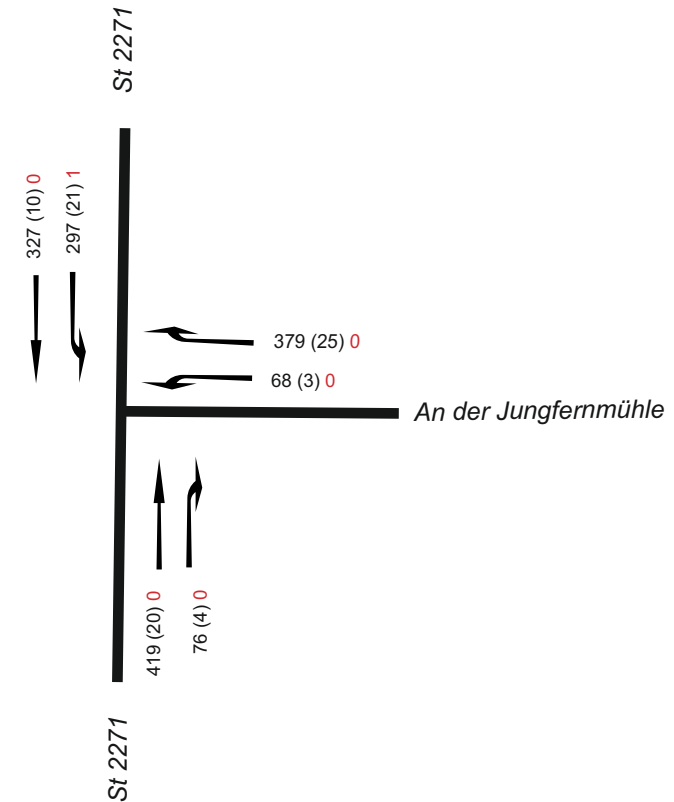 St 2271
327 (10) 0
297 (21) 1
379 (25) 0
68 (3) 0
An der Jungfernmühle
419 (20) 0
76 (4) 0
St 2271